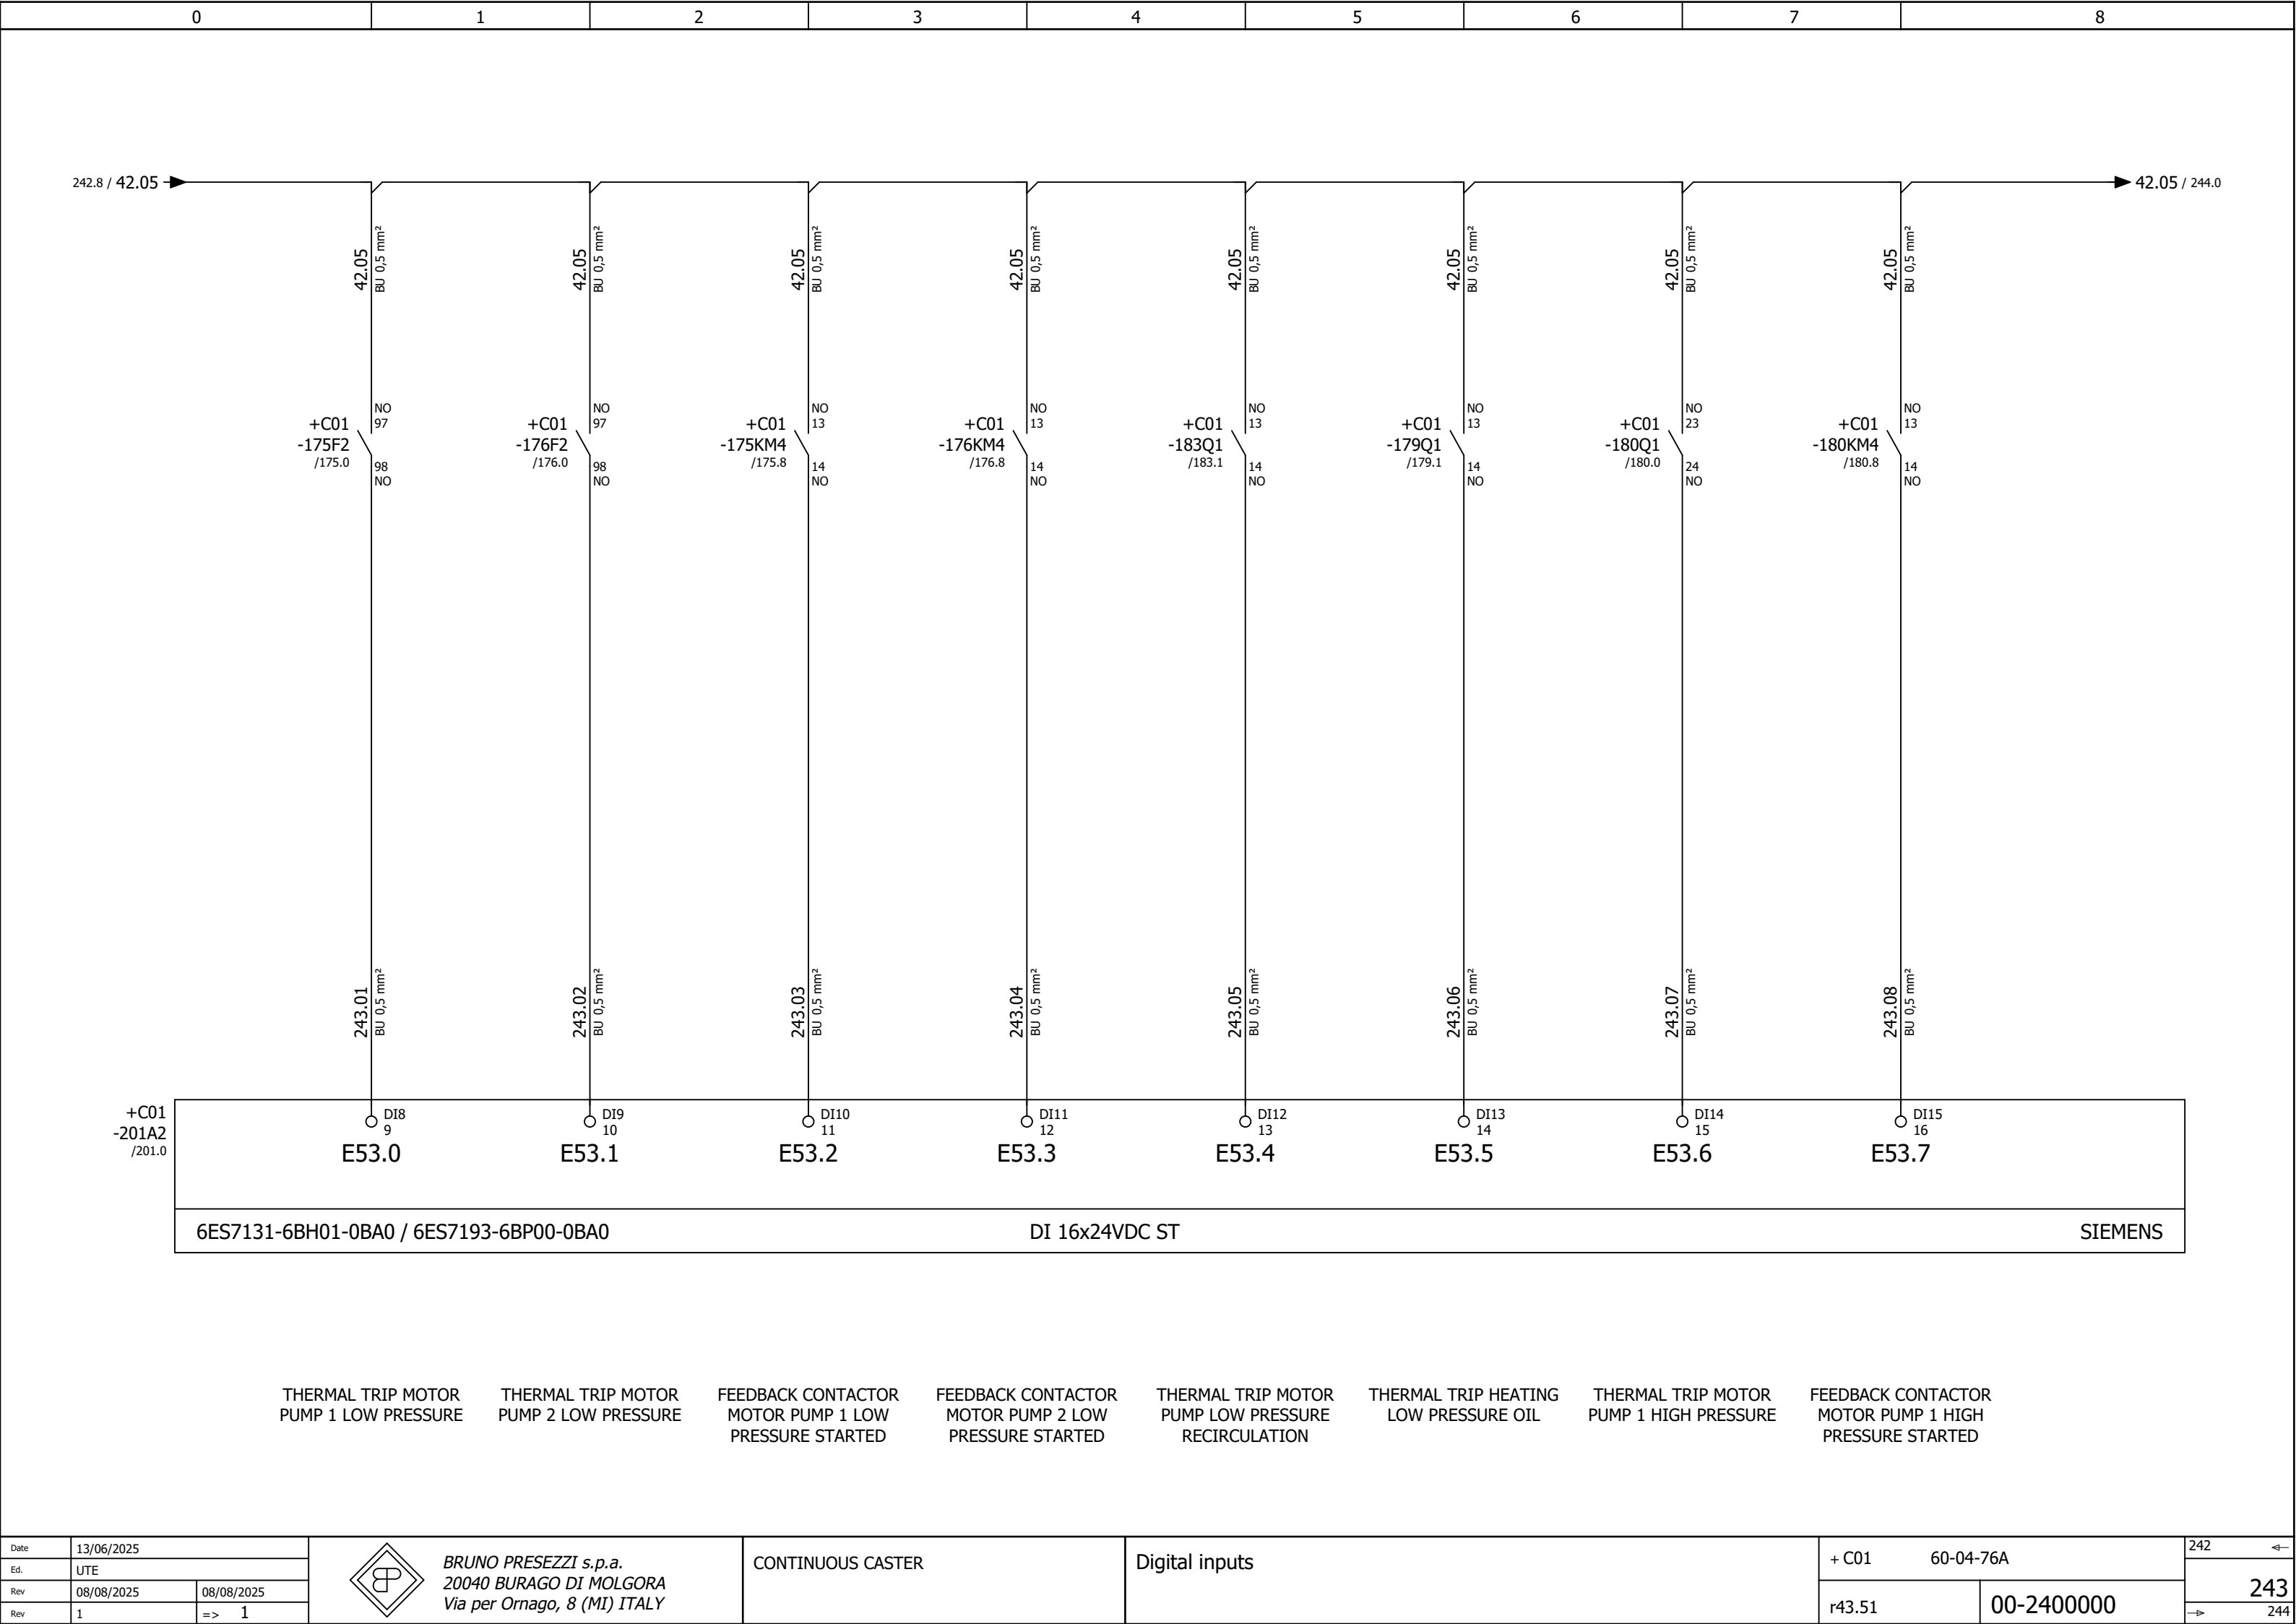 0 1 2 3 4 5 6 7 8
242.8 / 42.05
42.05 / 244.0
42.05 BU 0,5 mm²
42.05 BU 0,5 mm²
42.05 BU 0,5 mm²
42.05 BU 0,5 mm²
42.05 BU 0,5 mm²
42.05 BU 0,5 mm²
42.05 BU 0,5 mm²
42.05 BU 0,5 mm²
+C01
-175F2
/175.0
NO
97
98
NO
+C01
-176F2
/176.0
NO
97
98
NO
+C01
-175KM4
/175.8
NO
13
14
NO
+C01
-176KM4
/176.8
NO
13
14
NO
+C01
-183Q1
/183.1
NO
13
14
NO
+C01
-179Q1
/179.1
NO
13
14
NO
+C01
-180Q1
/180.0
NO
23
24
NO
+C01
-180KM4
/180.8
NO
13
14
NO
243.01 BU 0,5 mm²
243.02 BU 0,5 mm²
243.03 BU 0,5 mm²
243.04 BU 0,5 mm²
243.05 BU 0,5 mm²
243.06 BU 0,5 mm²
243.07 BU 0,5 mm²
243.08 BU 0,5 mm²
+C01
-201A2
/201.0
DI8
9
E53.0
DI9
10
E53.1
DI10
11
E53.2
DI11
12
E53.3
DI12
13
E53.4
DI13
14
E53.5
DI14
15
E53.6
DI15
16
E53.7
6ES7131-6BH01-0BA0 / 6ES7193-6BP00-0BA0
DI 16x24VDC ST
SIEMENS
THERMAL TRIP MOTOR
PUMP 1 LOW PRESSURE
THERMAL TRIP MOTOR
PUMP 2 LOW PRESSURE
FEEDBACK CONTACTOR
MOTOR PUMP 1 LOW
PRESSURE STARTED
FEEDBACK CONTACTOR
MOTOR PUMP 2 LOW
PRESSURE STARTED
THERMAL TRIP MOTOR
PUMP LOW PRESSURE
RECIRCULATION
THERMAL TRIP HEATING
LOW PRESSURE OIL
THERMAL TRIP MOTOR
PUMP 1 HIGH PRESSURE
FEEDBACK CONTACTOR
MOTOR PUMP 1 HIGH
PRESSURE STARTED
Date 13/06/2025
Ed. UTE
Rev 08/08/2025 08/08/2025
Rev 1 => 1
BRUNO PRESEZZI s.p.a.
20040 BURAGO DI MOLGORA
Via per Ornago, 8 (MI) ITALY
CONTINUOUS CASTER
Digital inputs
+ C01 60-04-76A
r43.51 00-2400000
242
243
244